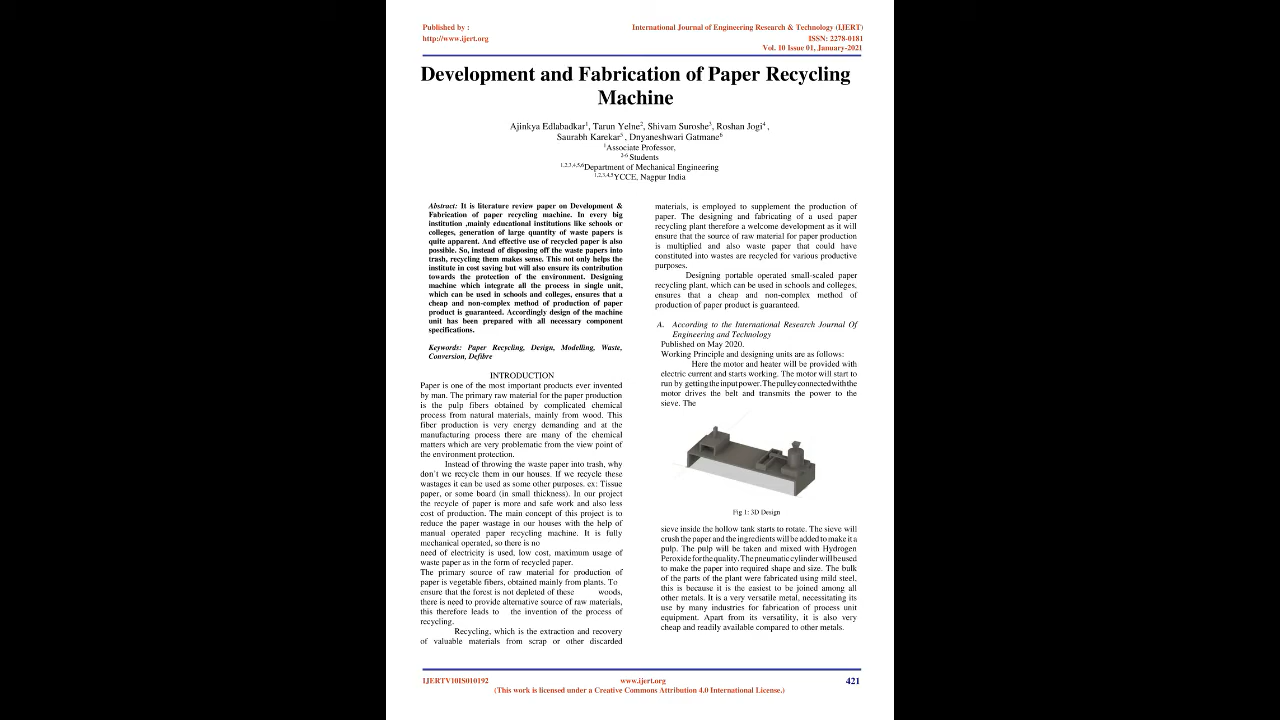 Published by :
http://www.ijert.org
International Journal of Engineering Research & Technology (IJERT)
ISSN: 2278-0181
Vol. 10 Issue 01, January-2021
Development and Fabrication of Paper Recycling
Machine
Ajinkya Edlabadkar1, Tarun Yelne2, Shivam Suroshe3, Roshan Jogi4 ,
Saurabh Karekar5 , Dnyaneshwari Gatmane6
1Associate Professor,
2-6 Students
1,2,3,4,5,6Department of Mechanical Engineering
1,2,3,4,5YCCE, Nagpur India
Abstract: It is literature review paper on Development &
Fabrication of paper recycling machine. In every big
institution ,mainly educational institutions like schools or
colleges, generation of large quantity of waste papers is
quite apparent. And effective use of recycled paper is also
possible. So, instead of disposing off the waste papers into
trash, recycling them makes sense. This not only helps the
institute in cost saving but will also ensure its contribution
towards the protection of the environment. Designing
machine which integrate all the process in single unit,
which can be used in schools and colleges, ensures that a
cheap and non-complex method of production of paper
product is guaranteed. Accordingly design of the machine
unit has been prepared with all necessary component
specifications.
Keywords: Paper Recycling, Design, Modelling, Waste,
Conversion, Defibre
INTRODUCTION
Paper is one of the most important products ever invented
by man. The primary raw material for the paper production
is the pulp fibers obtained by complicated chemical
process from natural materials, mainly from wood. This
fiber production is very energy demanding and at the
manufacturing process there are many of the chemical
matters which are very problematic from the view point of
the environment protection.
Instead of throwing the waste paper into trash, why
don't we recycle them in our houses. If we recycle these
wastages it can be used as some other purposes. ex: Tissue
paper, or some board (in small thickness). In our project
the recycle of paper is more and safe work and also less
cost of production. The main concept of this project is to
reduce the paper wastage in our houses with the help of
manual operated paper recycling machine. It is fully
mechanical operated, so there is no
need of electricity is used, low cost, maximum usage of
waste paper as in the form of recycled paper.
The primary source of raw material for production of
paper is vegetable fibers, obtained mainly from plants. To
ensure that the forest is not depleted of these woods,
there is need to provide alternative source of raw materials,
this therefore leads to the invention of the process of
recycling.
Recycling, which is the extraction and recovery
of valuable materials from scrap or other discarded
materials, is employed to supplement the production of
paper. The designing and fabricating of a used paper
recycling plant therefore a welcome development as it will
ensure that the source of raw material for paper production
is multiplied and also waste paper that could have
constituted into wastes are recycled for various productive
purposes.
Designing portable operated small-scaled paper
recycling plant, which can be used in schools and colleges,
ensures that a cheap and non-complex method of
production of paper product is guaranteed.
A. According to the International Research Journal Of
Engineering and Technology
Published on May 2020.
Working Principle and designing units are as follows:
Here the motor and heater will be provided with
electric current and starts working. The motor will start to
run by getting the input power. The pulley connected with the
motor drives the belt and transmits the power to the
sieve. The
Fig 1: 3D Design
sieve inside the hollow tank starts to rotate. The sieve will
crush the paper and the ingredients will be added to make it a
pulp. The pulp will be taken and mixed with Hydrogen
Peroxide for the quality. The pneumatic cylinder will be used
to make the paper into required shape and size. The bulk
of the parts of the plant were fabricated using mild steel,
this is because it is the easiest to be joined among all
other metals. It is a very versatile metal, necessitating its
use by many industries for fabrication of process unit
equipment. Apart from its versatility, it is also very
cheap and readily available compared to other metals.
IJERTV10IS010192
www.ijert.org
421
(This work is licensed under a Creative Commons Attribution 4.0 International License.)